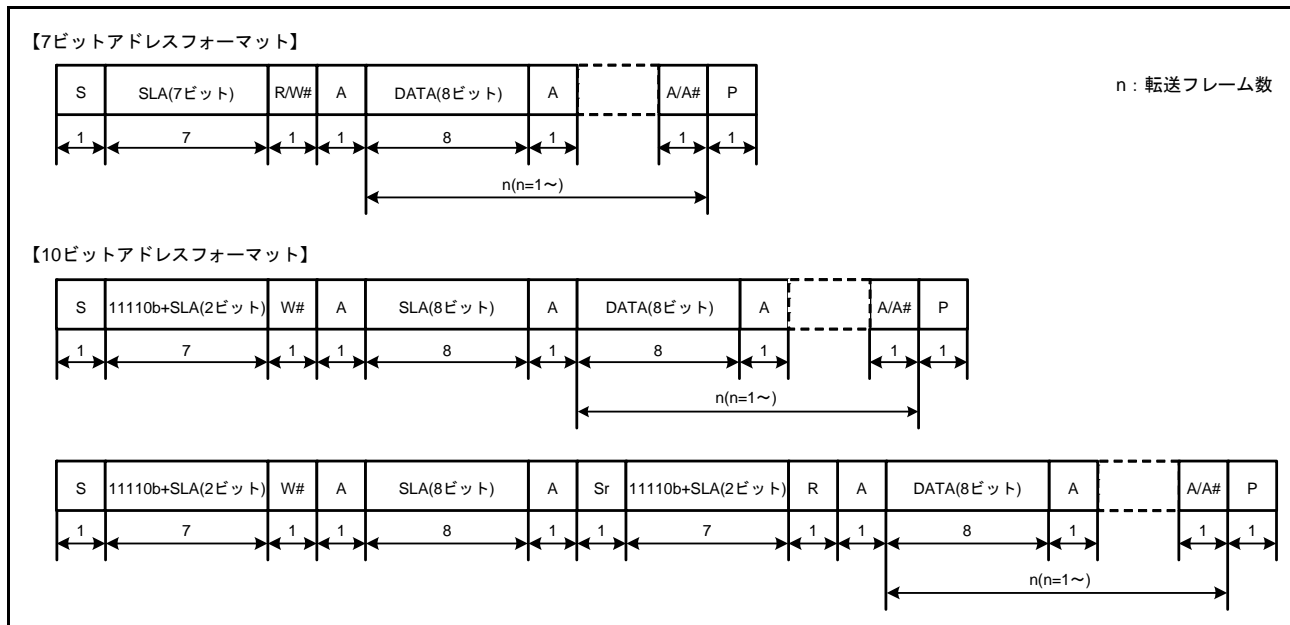 【7ビットアドレスフォーマット】
n：転送フレーム数
S SLA(7ビット) R/W# A DATA(8ビット) A A/A# P
1 7 1 1 8 1 1 1
n(n=1～)
【10ビットアドレスフォーマット】
S 11110b+SLA(2ビット) W# A SLA(8ビット) A DATA(8ビット) A A/A# P
1 7 1 1 8 1 8 1 1 1
n(n=1～)
S 11110b+SLA(2ビット) W# A SLA(8ビット) A Sr 11110b+SLA(2ビット) R A DATA(8ビット) A A/A# P
1 7 1 1 8 1 1 7 1 1 8 1 1 1
n(n=1～)